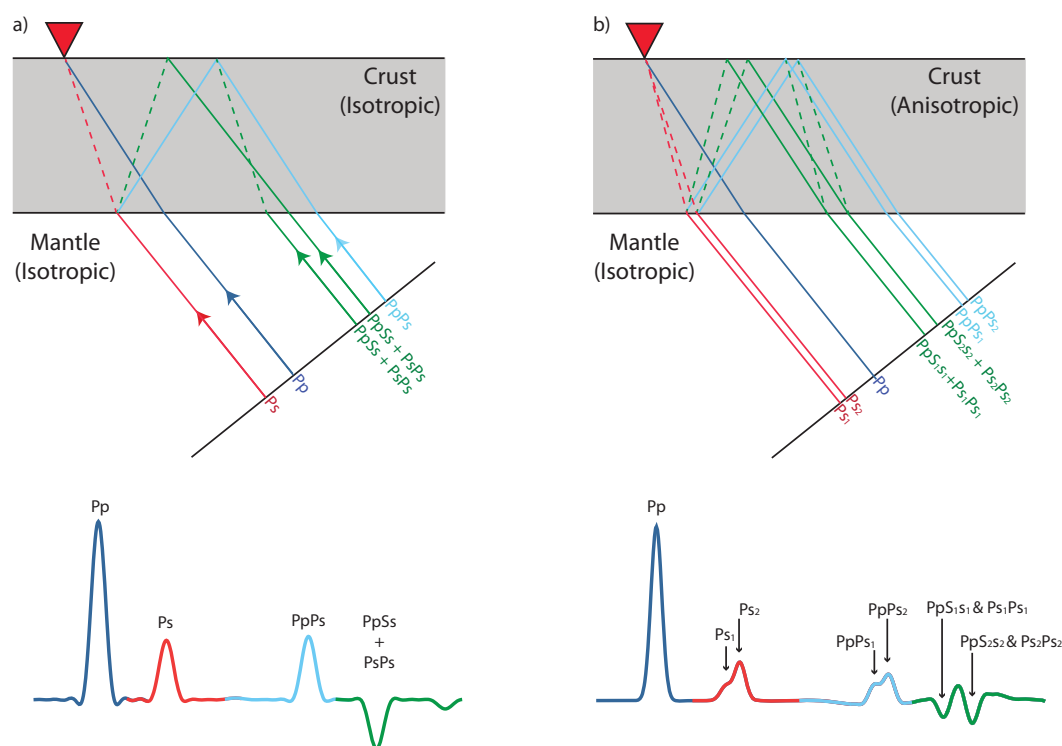 a)
Crust
(Isotropic)
Mantle
(Isotropic)
PpPs
PpSs + PsPs
PpSs + PsPs
Pp
Ps
Pp
Ps
PpPs
PpSs
+
PsPs
b)
Crust
(Anisotropic)
Mantle
(Isotropic)
PpPs₂
PpPs₁
PpS₂s₂ + Ps₂Ps₂
PpS₁s₁+Ps₁Ps₁
Pp
Ps₂
Ps₁
Pp
Ps₁
Ps₂
PpPs₁
PpPs₂
PpS₁s₁ & Ps₁Ps₁
PpS₂s₂ & Ps₂Ps₂